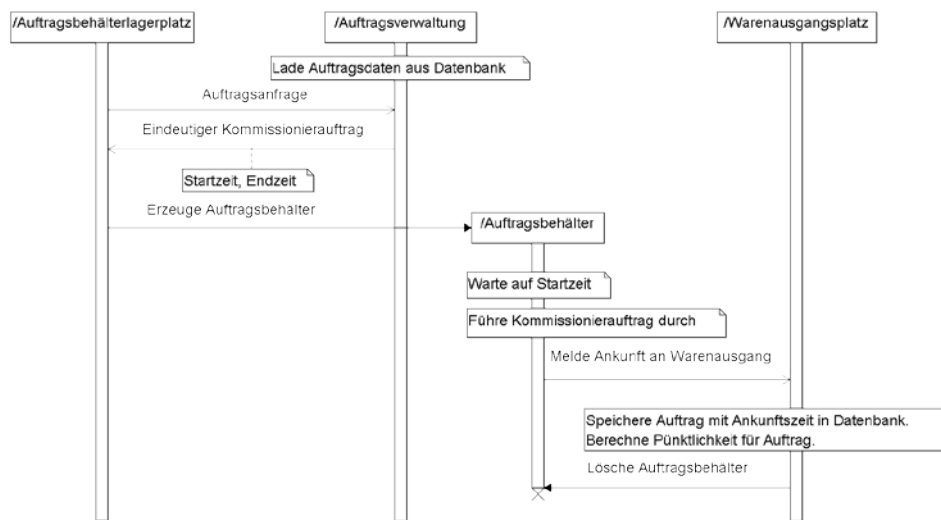 /Auftragsbehälterlagerplatz
/Auftragsverwaltung
/Warenausgangsplatz
Lade Auftragsdaten aus Datenbank
Auftragsanfrage
Eindeutiger Kommissionierauftrag
Startzeit, Endzeit
Erzeuge Auftragsbehälter
/Auftragsbehälter
Warte auf Startzeit
Führe Kommissionierauftrag durch
Melde Ankunft an Warenausgang
Speichere Auftrag mit Ankunftszeit in Datenbank.
Berechne Pünktlichkeit für Auftrag.
Lösche Auftragsbehälter